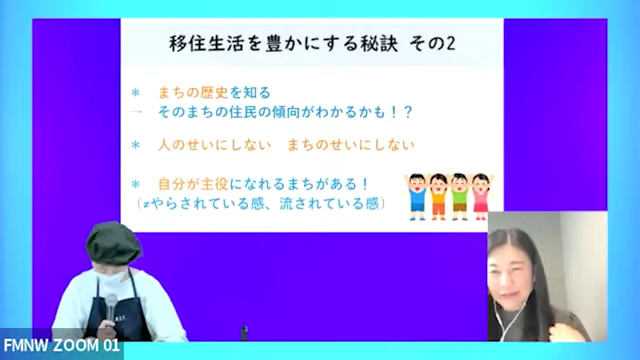 移住生活を豊かにする秘訣 その2
＊ まちの歴史を知る
→ そのまちの住民の傾向がわかるかも！？
＊ 人のせいにしない まちのせいにしない
＊ 自分が主役になれるまちがある！
（≠やらされている感、流されている感）
FMNW ZOOM 01